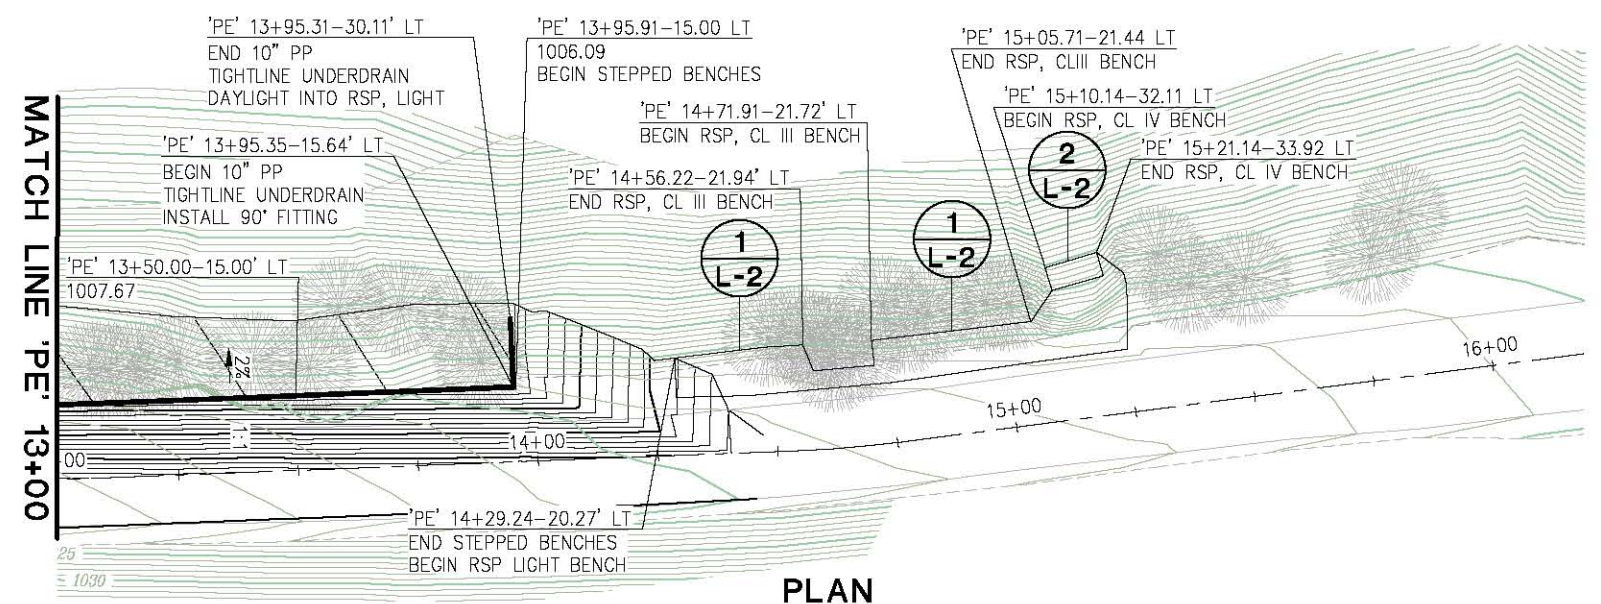 'PE' 13+95.31-30.11' LT
END 10" PP
TIGHTLINE UNDERDRAIN
DAYLIGHT INTO RSP, LIGHT
'PE' 13+95.91-15.00 LT
1006.09
BEGIN STEPPED BENCHES
'PE' 15+05.71-21.44 LT
END RSP, CLIII BENCH
'PE' 14+71.91-21.72' LT
BEGIN RSP, CL III BENCH
'PE' 15+10.14-32.11 LT
BEGIN RSP, CL IV BENCH
'PE' 13+95.35-15.64' LT
BEGIN 10" PP
TIGHTLINE UNDERDRAIN
INSTALL 90° FITTING
'PE' 14+56.22-21.94' LT
END RSP, CL III BENCH
2
L-2
'PE' 15+21.14-33.92 LT
END RSP, CL IV BENCH
'PE' 13+50.00-15.00' LT
1007.67
1
L-2
1
L-2
MATCH LINE 'PE' 13+00
2%
1:1
00
14+00
15+00
16+00
'PE' 14+29.24-20.27' LT
END STEPPED BENCHES
BEGIN RSP LIGHT BENCH
25
1030
PLAN